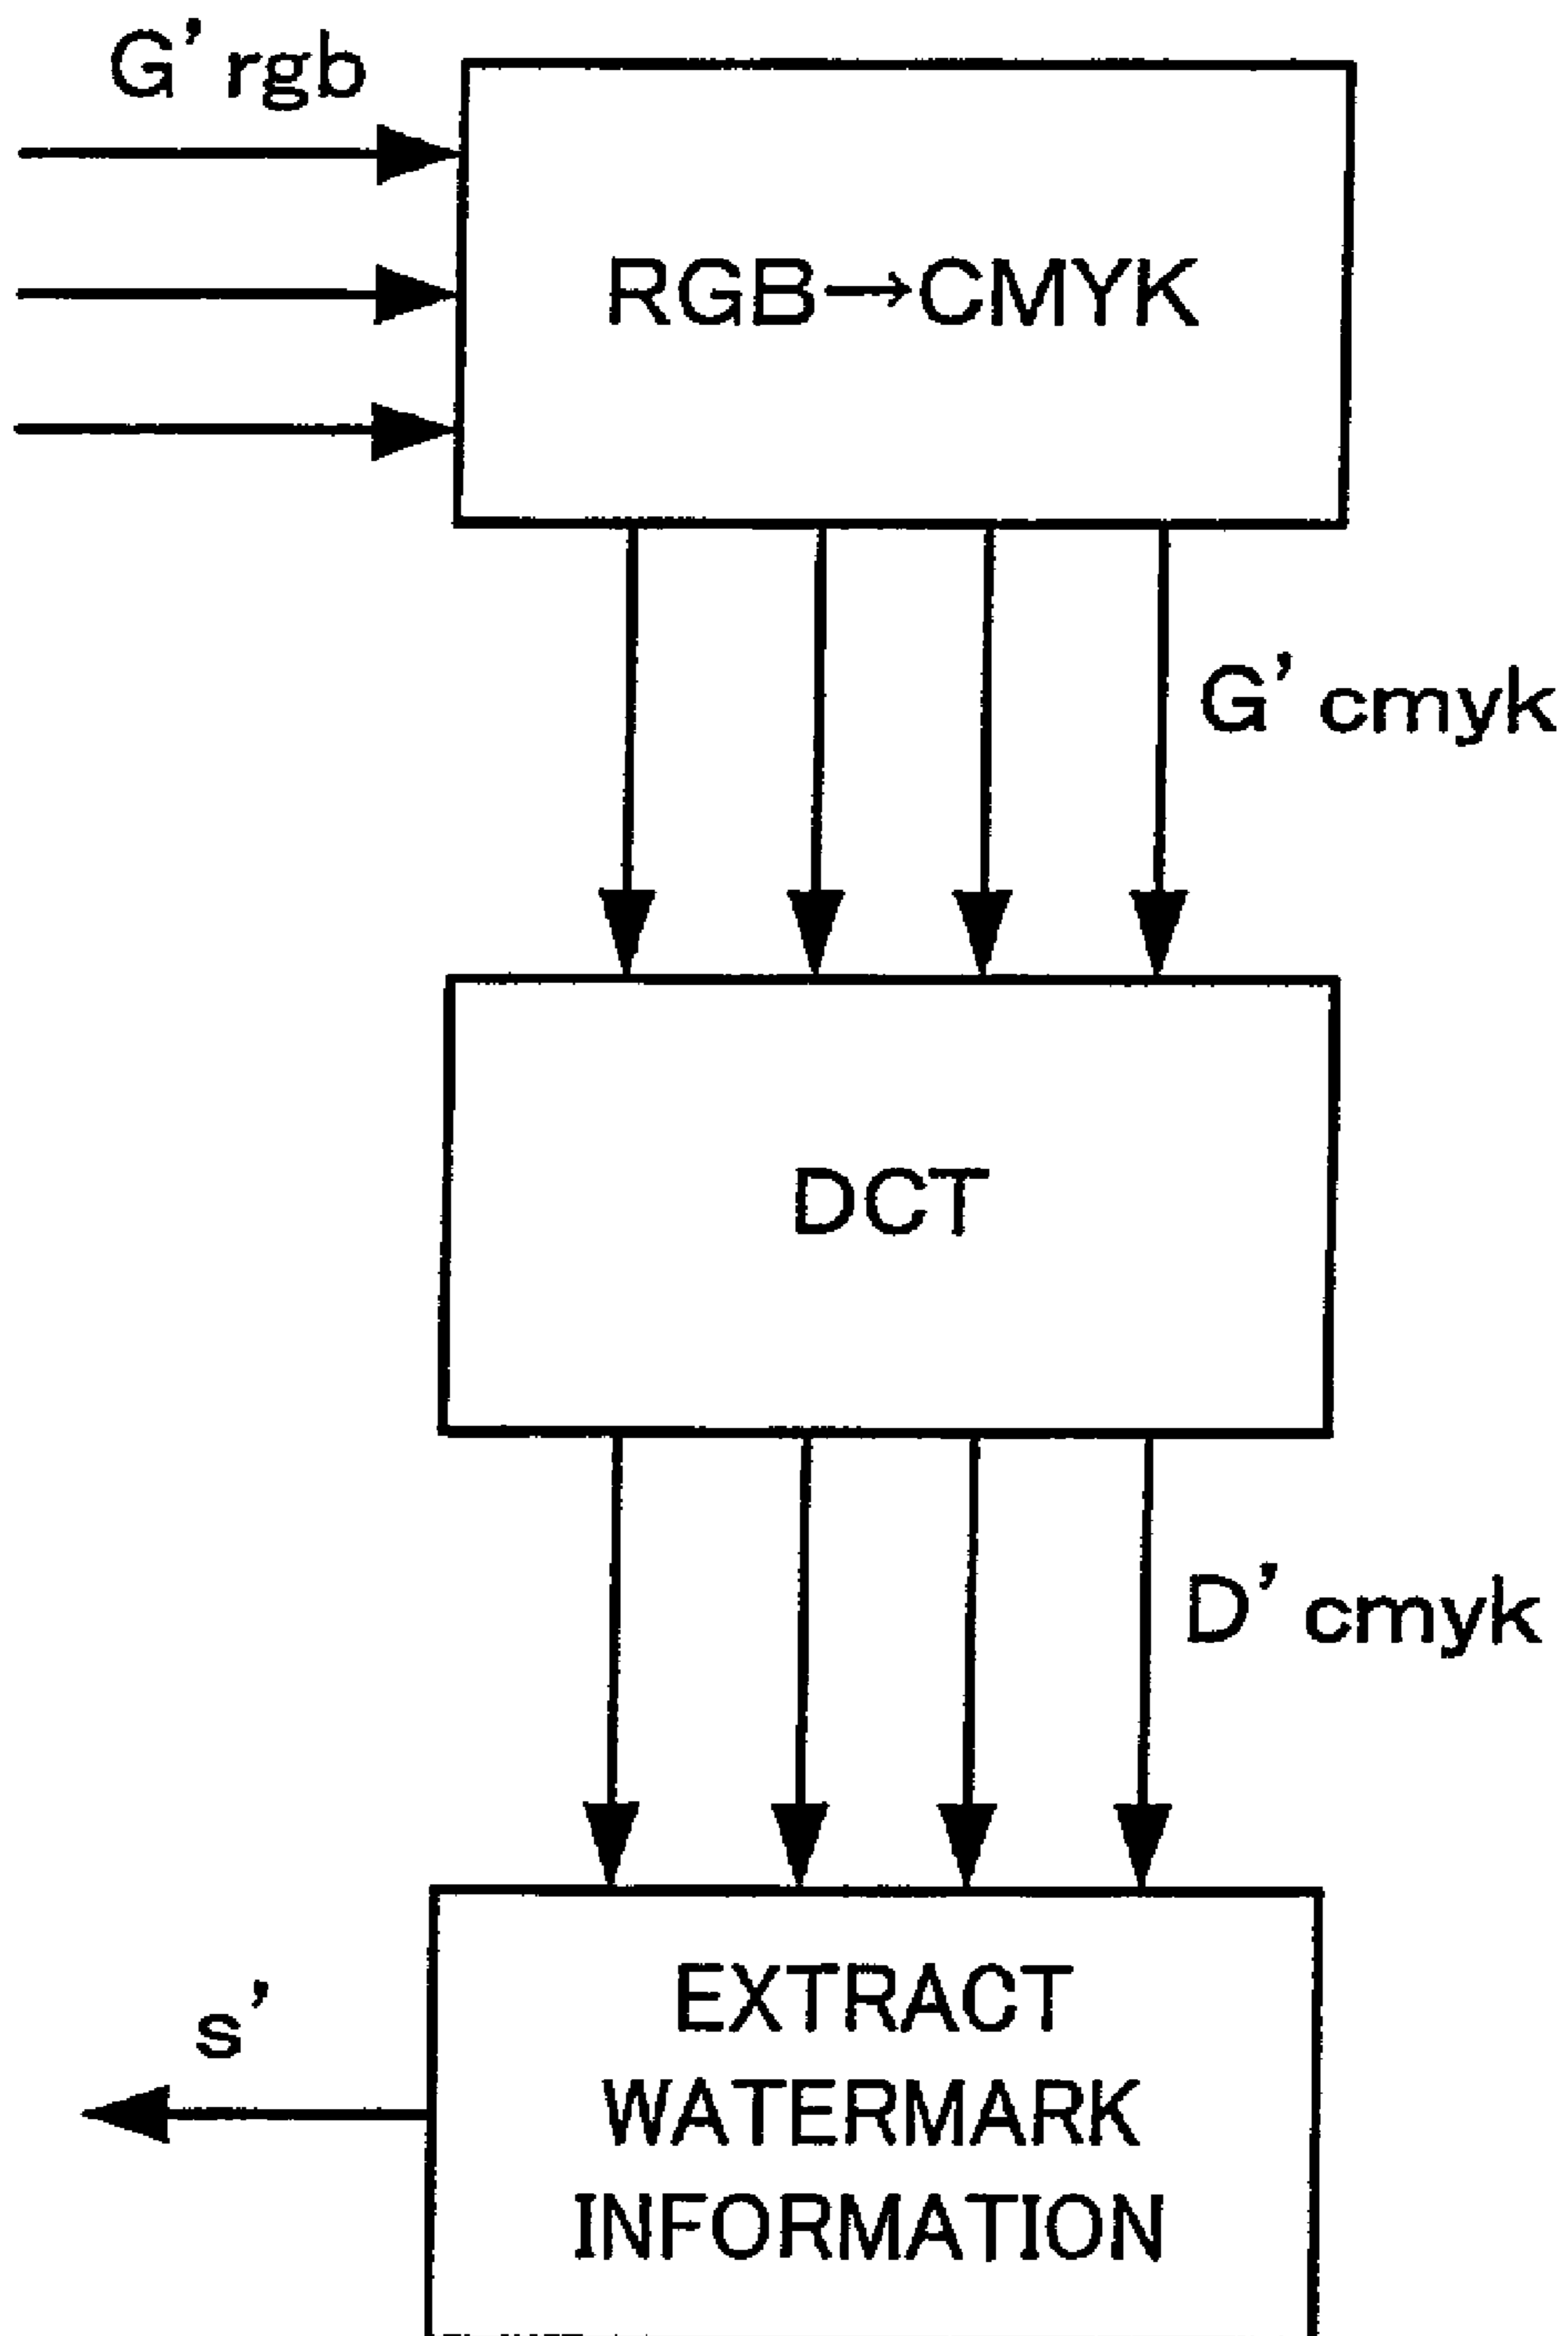 G' rgb
RGB→CMYK
G' cmyk
DCT
D' cmyk
EXTRACT
WATERMARK
INFORMATION
s'